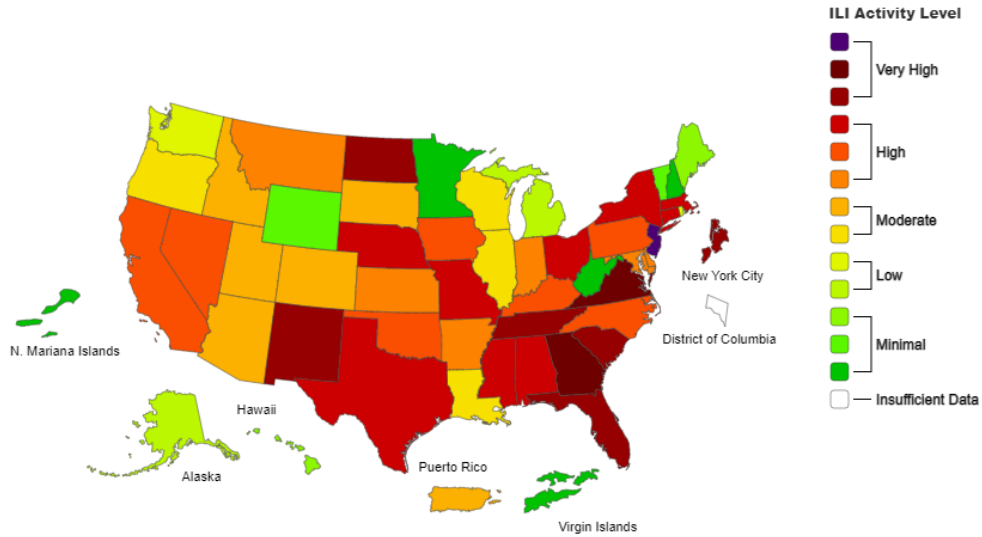 ILI Activity Level
Very High
High
Moderate
Low
Minimal
Insufficient Data
New York City
District of Columbia
N. Mariana Islands
Hawaii
Alaska
Puerto Rico
Virgin Islands